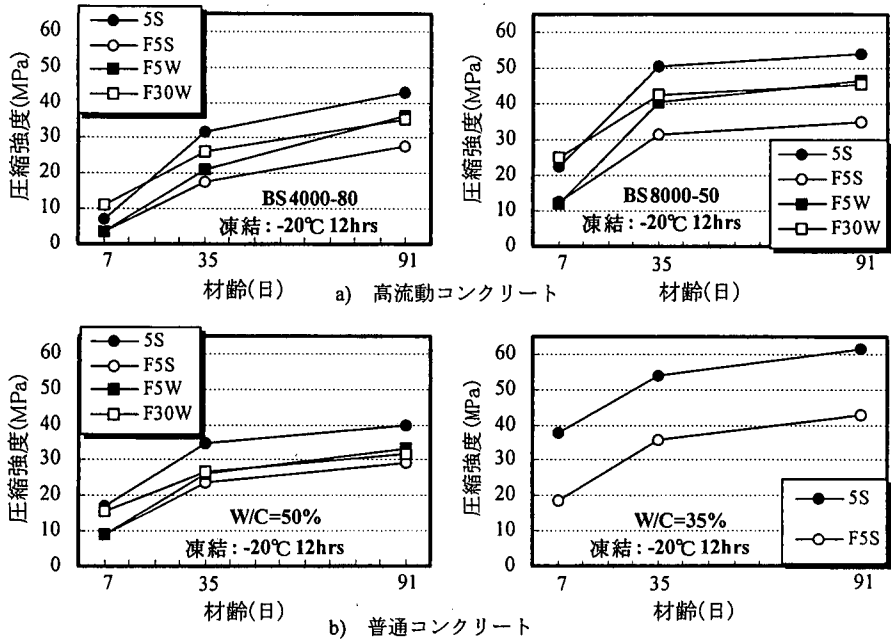 圧縮強度(MPa)
60
50
40
30
20
10
0
5S
F5S
F5W
F30W
BS4000-80
凍結: -20℃ 12hrs
7
35
91
材齢(日)
圧縮強度(MPa)
60
50
40
30
20
10
0
5S
F5S
F5W
F30W
BS8000-50
凍結: -20℃ 12hrs
7
35
91
材齢(日)
a) 高流動コンクリート
圧縮強度(MPa)
60
50
40
30
20
10
0
5S
F5S
F5W
F30W
W/C=50%
凍結: -20℃ 12hrs
7
35
91
材齢(日)
圧縮強度(MPa)
60
50
40
30
20
10
0
5S
F5S
W/C=35%
凍結: -20℃ 12hrs
7
35
91
材齢(日)
b) 普通コンクリート